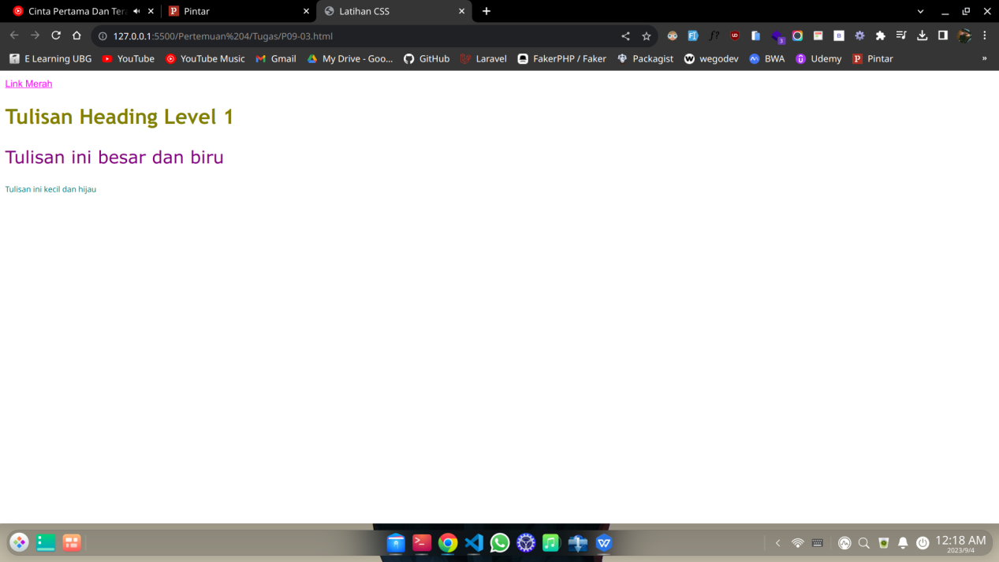 Cinta Pertama Dan Tera
Pintar
Latihan CSS
127.0.0.1:5500/Pertemuan%204/Tugas/P09-03.html
E Learning UBG
YouTube
YouTube Music
Gmail
My Drive - Goo...
GitHub
Laravel
FakerPHP / Faker
Packagist
wegodev
BWA
Udemy
Pintar
»
Link Merah
Tulisan Heading Level 1
Tulisan ini besar dan biru
Tulisan ini kecil dan hijau
12:18 AM
2023/9/4